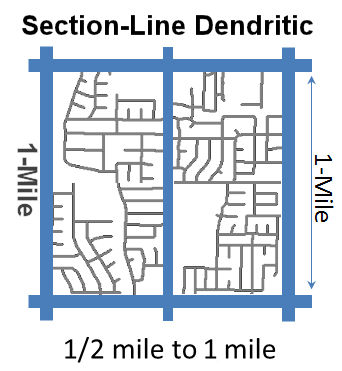 Section-Line Dendritic
1-Mile
1-Mile
1/2 mile to 1 mile